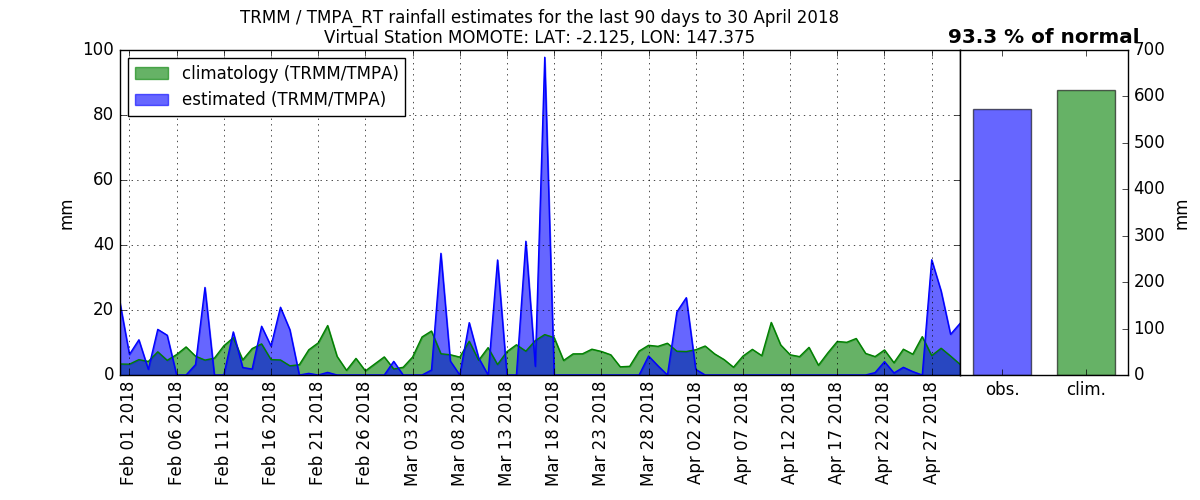 TRMM / TMPA_RT rainfall estimates for the last 90 days to 30 April 2018
Virtual Station MOMOTE: LAT: -2.125, LON: 147.375
93.3 % of normal
climatology (TRMM/TMPA)
estimated (TRMM/TMPA)
100
80
60
40
20
0
mm
700
600
500
400
300
200
100
0
mm
obs.
clim.
Feb 01 2018
Feb 06 2018
Feb 11 2018
Feb 16 2018
Feb 21 2018
Feb 26 2018
Mar 03 2018
Mar 08 2018
Mar 13 2018
Mar 18 2018
Mar 23 2018
Mar 28 2018
Apr 02 2018
Apr 07 2018
Apr 12 2018
Apr 17 2018
Apr 22 2018
Apr 27 2018